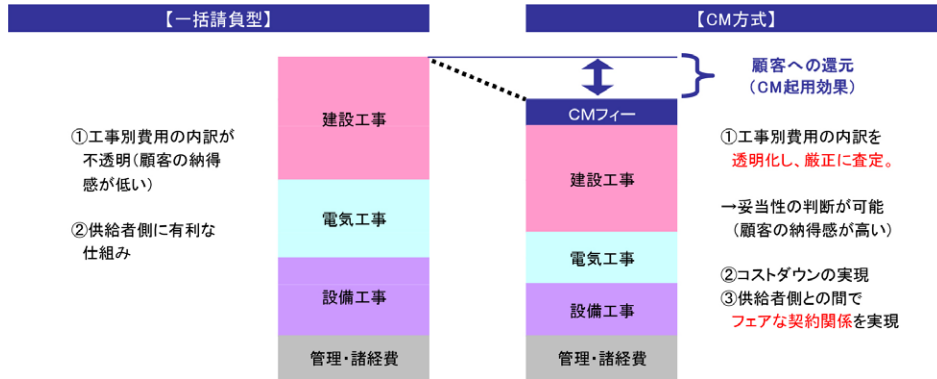 【一括請負型】
①工事別費用の内訳が
不透明(顧客の納得
感が低い)
②供給者側に有利な
仕組み
建設工事
電気工事
設備工事
管理・諸経費
【CM方式】
顧客への還元
(CM起用効果)
CMフィー
建設工事
電気工事
設備工事
管理・諸経費
①工事別費用の内訳を
透明化し、厳正に査定。
→妥当性の判断が可能
(顧客の納得感が高い)
②コストダウンの実現
③供給者側との間で
フェアな契約関係を実現